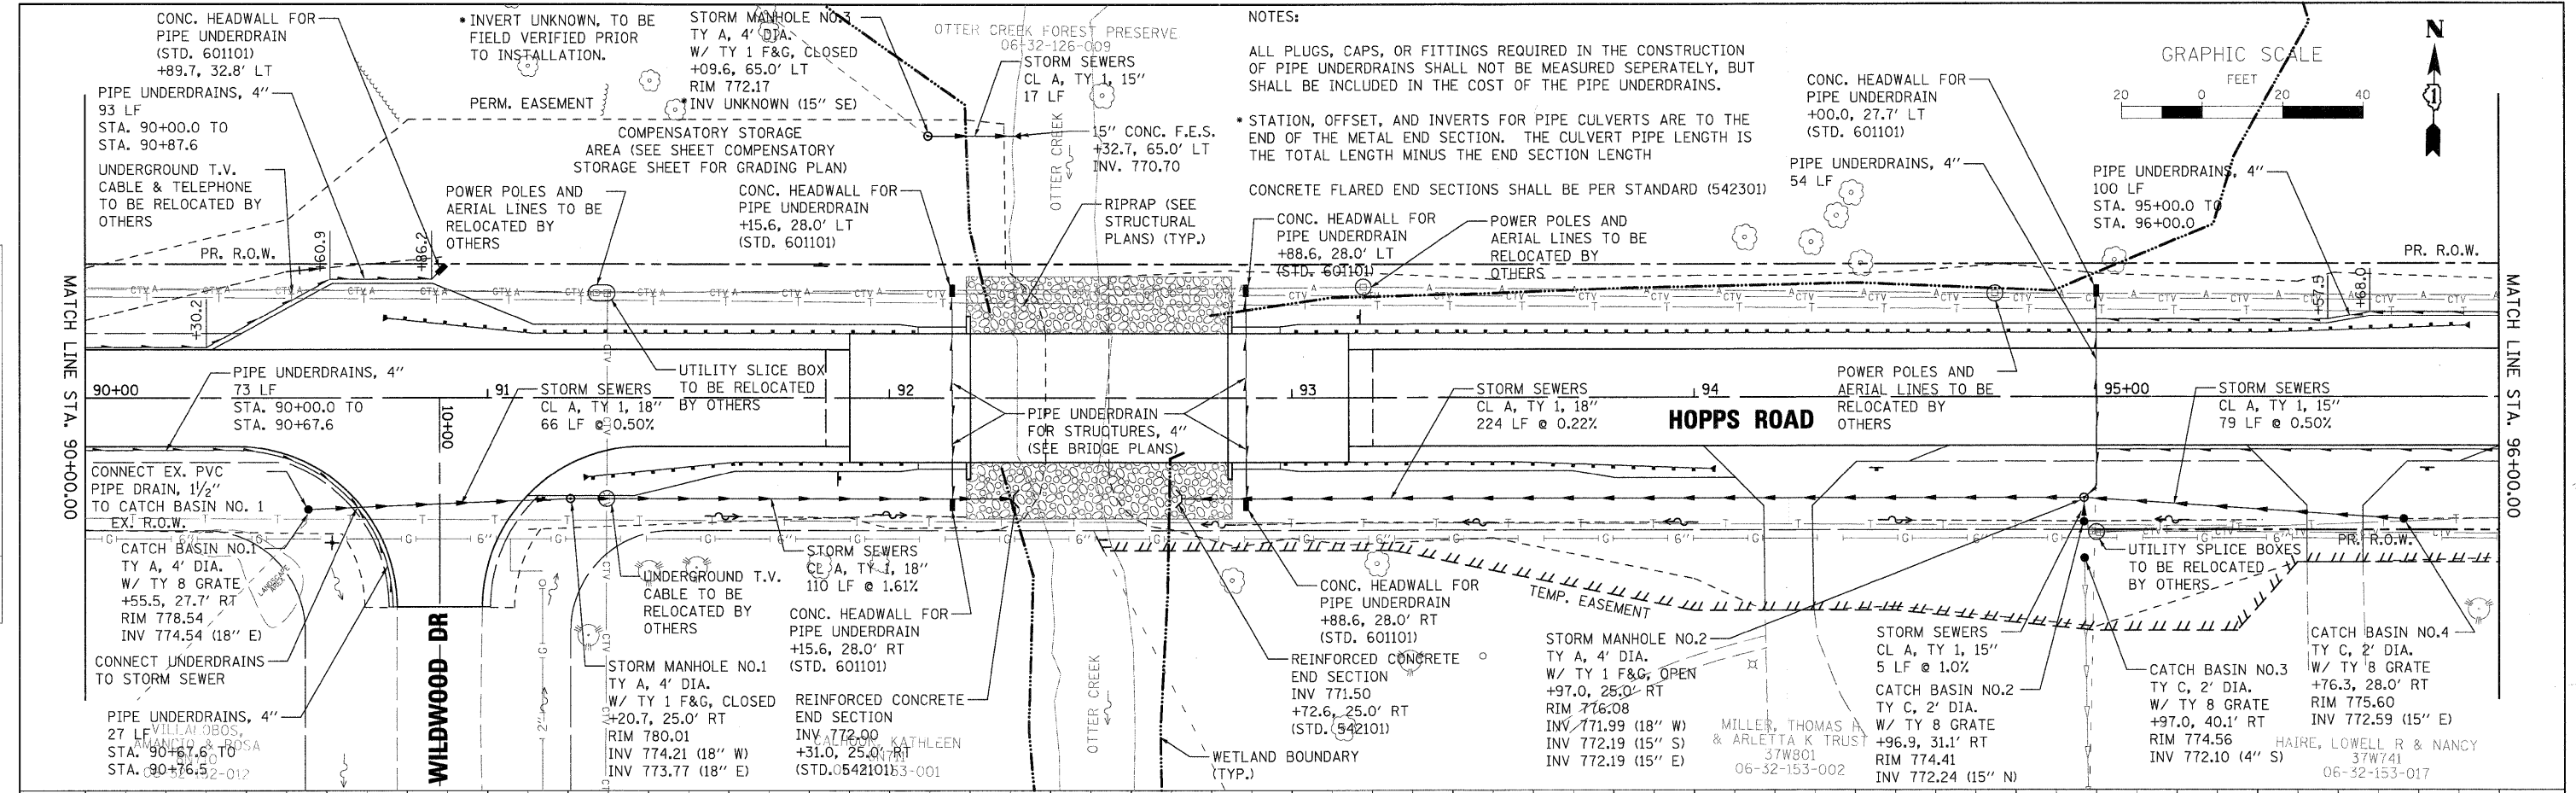 CONC. HEADWALL FOR
PIPE UNDERDRAIN
(STD. 601101)
+89.7, 32.8' LT
PIPE UNDERDRAINS, 4"
93 LF
STA. 90+00.0 TO
STA. 90+87.6
UNDERGROUND T.V.
CABLE & TELEPHONE
TO BE RELOCATED BY
OTHERS
PR. R.O.W.
+30.2
+60.9
+86.2
* INVERT UNKNOWN, TO BE
FIELD VERIFIED PRIOR
TO INSTALLATION.
PERM. EASEMENT
STORM MANHOLE NO.3
TY A, 4' DIA.
W/ TY 1 F&G, CLOSED
+09.6, 65.0' LT
RIM 772.17
*INV UNKNOWN (15" SE)
COMPENSATORY STORAGE
AREA (SEE SHEET COMPENSATORY
STORAGE SHEET FOR GRADING PLAN)
POWER POLES AND
AERIAL LINES TO BE
RELOCATED BY
OTHERS
CONC. HEADWALL FOR
PIPE UNDERDRAIN
+15.6, 28.0' LT
(STD. 601101)
OTTER CREEK FOREST PRESERVE
06-32-126-009
STORM SEWERS
CL A, TY 1, 15"
17 LF
OTTER CREEK
15" CONC. F.E.S.
+32.7, 65.0' LT
INV. 770.70
RIPRAP (SEE
STRUCTURAL
PLANS) (TYP.)
NOTES:
ALL PLUGS, CAPS, OR FITTINGS REQUIRED IN THE CONSTRUCTION
OF PIPE UNDERDRAINS SHALL NOT BE MEASURED SEPERATELY, BUT
SHALL BE INCLUDED IN THE COST OF THE PIPE UNDERDRAINS.
* STATION, OFFSET, AND INVERTS FOR PIPE CULVERTS ARE TO THE
END OF THE METAL END SECTION. THE CULVERT PIPE LENGTH IS
THE TOTAL LENGTH MINUS THE END SECTION LENGTH
CONCRETE FLARED END SECTIONS SHALL BE PER STANDARD (542301)
CONC. HEADWALL FOR
PIPE UNDERDRAIN
+88.6, 28.0' LT
(STD. 601101)
POWER POLES AND
AERIAL LINES TO BE
RELOCATED BY
OTHERS
CONC. HEADWALL FOR
PIPE UNDERDRAIN
+00.0, 27.7' LT
(STD. 601101)
PIPE UNDERDRAINS, 4"
54 LF
GRAPHIC SCALE
FEET
20 0 20 40
N
1
PIPE UNDERDRAINS, 4"
100 LF
STA. 95+00.0 TO
STA. 96+00.0
PR. R.O.W.
+57.5
+68.0
MATCH LINE STA. 90+00.00
MATCH LINE STA. 96+00.00
90+00
91
92
93
94
95+00
10+00
PIPE UNDERDRAINS, 4"
73 LF
STA. 90+00.0 TO
STA. 90+67.6
STORM SEWERS
CL A, TY 1, 18"
66 LF @ 0.50%
UTILITY SLICE BOX
TO BE RELOCATED
BY OTHERS
PIPE UNDERDRAIN
FOR STRUCTURES, 4"
(SEE BRIDGE PLANS)
STORM SEWERS
CL A, TY 1, 18"
224 LF @ 0.22%
HOPPS ROAD
POWER POLES AND
AERIAL LINES TO BE
RELOCATED BY
OTHERS
STORM SEWERS
CL A, TY 1, 15"
79 LF @ 0.50%
CONNECT EX. PVC
PIPE DRAIN, 1½"
TO CATCH BASIN NO. 1
EX. R.O.W.
CATCH BASIN NO.1
TY A, 4' DIA.
W/ TY 8 GRATE
+55.5, 27.7' RT
RIM 778.54
INV 774.54 (18" E)
LANDSCAPE
AREA
CONNECT UNDERDRAINS
TO STORM SEWER
PIPE UNDERDRAINS, 4"
27 LF
STA. 90+67.6 TO
STA. 90+76.5
VILLALOBOS,
AMANCIO & ROSA
06-32-152-012
WILDWOOD DR
UNDERGROUND T.V.
CABLE TO BE
RELOCATED BY
OTHERS
STORM MANHOLE NO.1
TY A, 4' DIA.
W/ TY 1 F&G, CLOSED
+20.7, 25.0' RT
RIM 780.01
INV 774.21 (18" W)
INV 773.77 (18" E)
STORM SEWERS
CL A, TY 1, 18"
110 LF @ 1.61%
CONC. HEADWALL FOR
PIPE UNDERDRAIN
+15.6, 28.0' RT
(STD. 601101)
REINFORCED CONCRETE
END SECTION
INV 772.00
+31.0, 25.0' RT
(STD. 542101)
KATHLEEN
OTTER CREEK
WETLAND BOUNDARY
(TYP.)
CONC. HEADWALL FOR
PIPE UNDERDRAIN
+88.6, 28.0' RT
(STD. 601101)
REINFORCED CONCRETE
END SECTION
INV 771.50
+72.6, 25.0' RT
(STD. 542101)
TEMP. EASEMENT
STORM MANHOLE NO.2
TY A, 4' DIA.
W/ TY 1 F&G, OPEN
+97.0, 25.0' RT
RIM 776.08
INV 771.99 (18" W)
INV 772.19 (15" S)
INV 772.19 (15" E)
MILLER, THOMAS H
& ARLETTA K TRUST
37W801
06-32-153-002
STORM SEWERS
CL A, TY 1, 15"
5 LF @ 1.0%
CATCH BASIN NO.2
TY C, 2' DIA.
W/ TY 8 GRATE
+96.9, 31.1' RT
RIM 774.41
INV 772.24 (15" N)
UTILITY SPLICE BOXES
TO BE RELOCATED
BY OTHERS
PR. R.O.W.
CATCH BASIN NO.3
TY C, 2' DIA.
W/ TY 8 GRATE
+97.0, 40.1' RT
RIM 774.56
INV 772.10 (4" S)
CATCH BASIN NO.4
TY C, 2' DIA.
W/ TY 8 GRATE
+76.3, 28.0' RT
RIM 775.60
INV 772.59 (15" E)
HAIRE, LOWELL R & NANCY
37W741
06-32-153-017